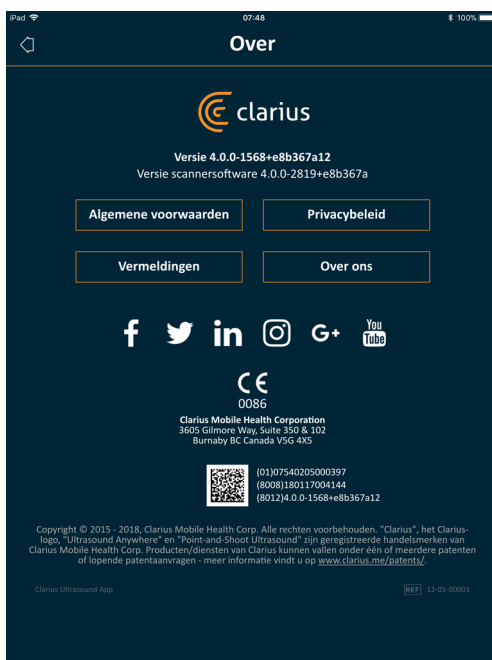 iPad 07:48 100%
Over
clarius
Versie 4.0.0-1568+e8b367a12
Versie scannersoftware 4.0.0-2819+e8b367a
Algemene voorwaarden Privacybeleid
Vermeldingen Over ons
f in G+ You Tube
CE
0086
Clarius Mobile Health Corporation
3605 Gilmore Way, Suite 350 & 102
Burnaby BC Canada V5G 4X5
(01)07540205000397
(8008)180117004144
(8012)4.0.0-1568+e8b367a12
Copyright © 2015 - 2018, Clarius Mobile Health Corp. Alle rechten voorbehouden. "Clarius", het Clarius-
logo, "Ultrasound Anywhere" en "Point-and-Shoot Ultrasound" zijn geregistreerde handelsmerken van
Clarius Mobile Health Corp. Producten/diensten van Clarius kunnen vallen onder één of meerdere patenten
of lopende patentaanvragen - meer informatie vindt u op www.clarius.me/patents/.
Clarius Ultrasound App REF 12-01-00003